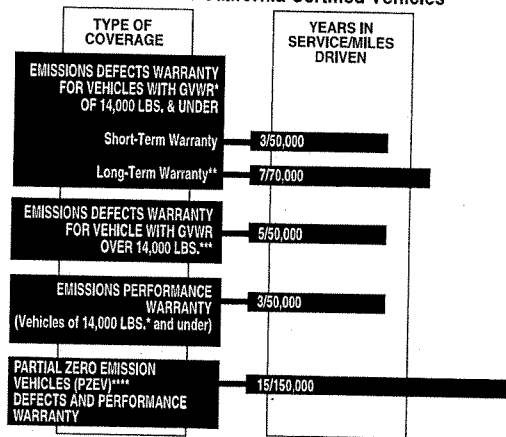 California Certified Vehicles
TYPE OF
COVERAGE
YEARS IN
SERVICE/MILES
DRIVEN
EMISSIONS DEFECTS WARRANTY
FOR VEHICLES WITH GVWR*
OF 14,000 LBS. & UNDER
Short-Term Warranty
3/50,000
Long-Term Warranty**
7/70,000
EMISSIONS DEFECTS WARRANTY
FOR VEHICLE WITH GVWR
OVER 14,000 LBS.***
5/50,000
EMISSIONS PERFORMANCE
WARRANTY
(Vehicles of 14,000 LBS.* and under)
3/50,000
PARTIAL ZERO EMISSION
VEHICLES (PZEV)****
DEFECTS AND PERFORMANCE
WARRANTY
15/150,000